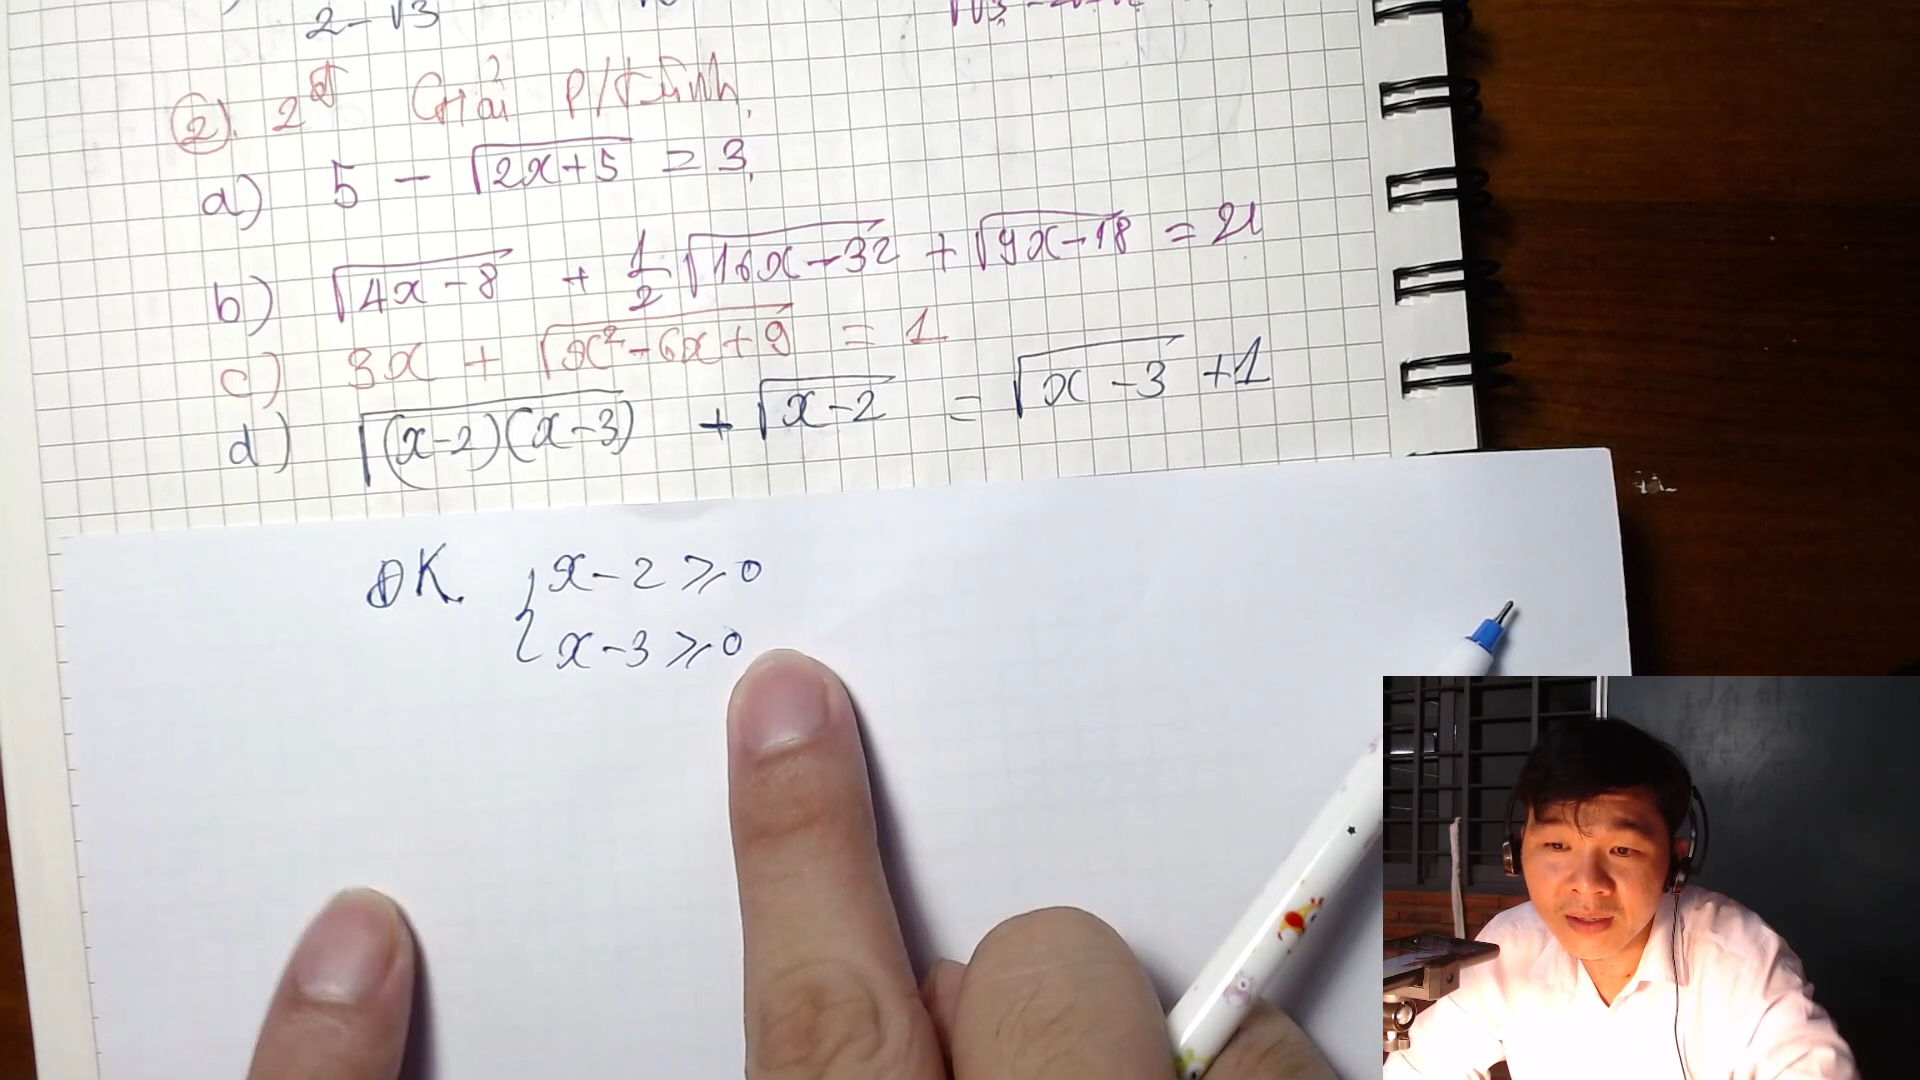 2-√3
②. 2đ Giải p/trình.
a) 5 - √(2x+5) = 3.
b) √(4x-8) + 1/2 √(16x-32) + √(9x-18) = 21
c) 3x + √(x²-6x+9) = 1
d) √((x-2)(x-3)) + √(x-2) = √(x-3) +1
ĐK. { x-2 ⩾ 0
x-3 ⩾ 0